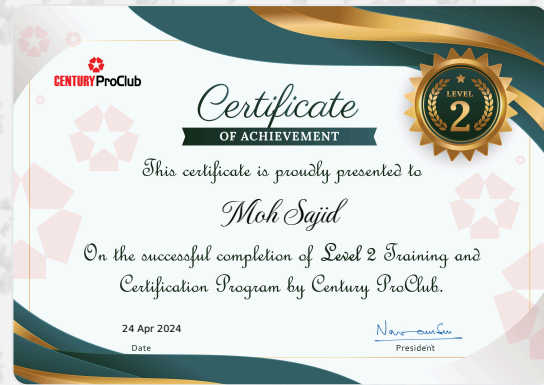 CENTURY ProClub
Certificate
OF ACHIEVEMENT
LEVEL
2
This certificate is proudly presented to
Moh Sajid
On the successful completion of Level 2 Training and
Certification Program by Century ProClub.
24 Apr 2024
Date
President